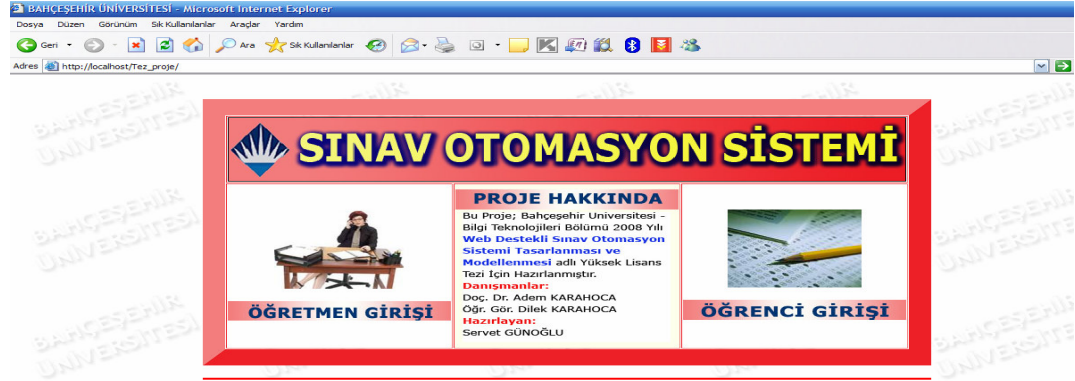 BAHÇEŞEHİR ÜNİVERSİTESİ - Microsoft Internet Explorer
Dosya Düzen Görünüm Sık Kullanılanlar Araçlar Yardım
Geri Ara Sık Kullanılanlar
Adres http://localhost/Tez_proje/
SINAV OTOMASYON SİSTEMİ
ÖĞRETMEN GİRİŞİ
PROJE HAKKINDA
Bu Proje; Bahçeşehir Universitesi -
Bilgi Teknolojileri Bölümü 2008 Yılı
Web Destekli Sınav Otomasyon
Sistemi Tasarlanması ve
Modellenmesi adlı Yüksek Lisans
Tezi İçin Hazırlanmıştır.
Danışmanlar:
Doç. Dr. Adem KARAHOCA
Öğr. Gör. Dilek KARAHOCA
Hazırlayan:
Servet GÜNOĞLU
ÖĞRENCİ GİRİŞİ
BAHÇEŞEHİR
ÜNİVERSİTESİ